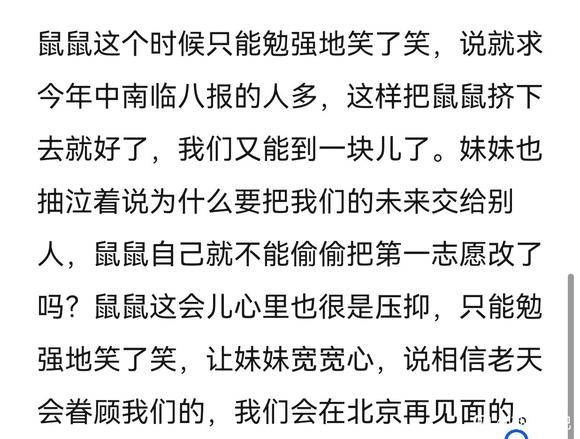 鼠鼠这个时候只能勉强地笑了笑，说就求
今年中南临八报的人多，这样把鼠鼠挤下
去就好了，我们又能到一块儿了。妹妹也
抽泣着说为什么要把我们的未来交给别
人，鼠鼠自己就不能偷偷把第一志愿改了
吗？鼠鼠这会儿心里也很是压抑，只能勉
强地笑了笑，让妹妹宽宽心，说相信老天
会眷顾我们的，我们会在北京再见面的。